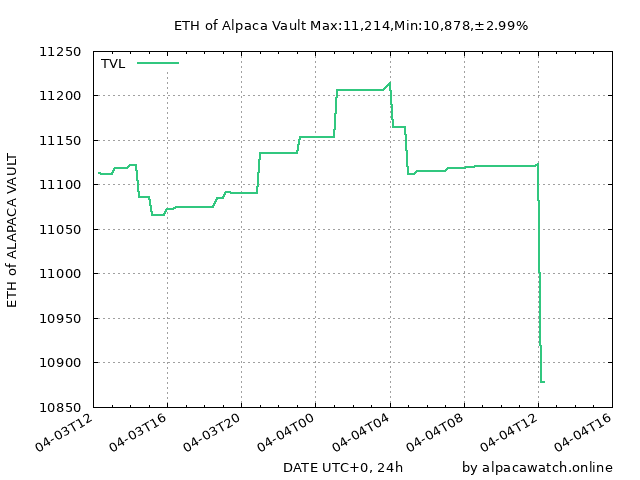 ETH of Alpaca Vault Max:11,214,Min:10,878,±2.99%
TVL
11250
11200
11150
11100
11050
11000
10950
10900
10850
ETH of ALAPACA VAULT
04-03T12
04-03T16
04-03T20
04-04T00
04-04T04
04-04T08
04-04T12
04-04T16
DATE UTC+0, 24h
by alpacawatch.online